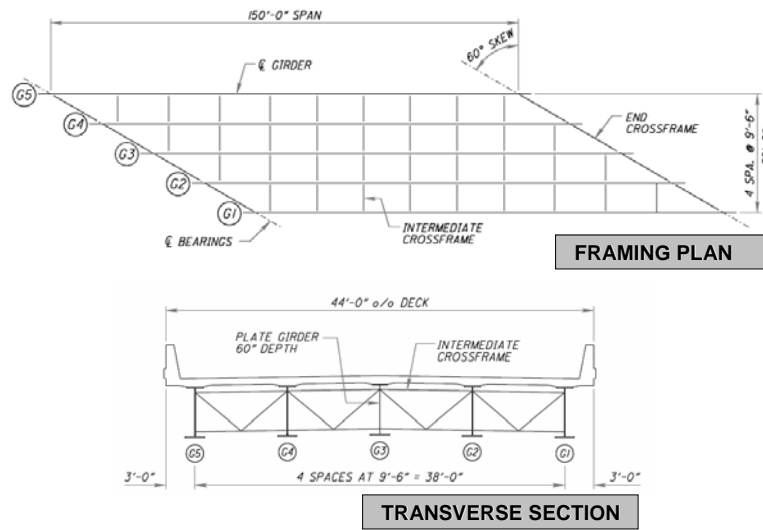 150'-0" SPAN
60° SKEW
℄ GIRDER
G5
G4
G3
G2
G1
END
CROSSFRAME
4 SPA. @ 9'-6"
INTERMEDIATE
CROSSFRAME
℄ BEARINGS
FRAMING PLAN
44'-0" o/o DECK
PLATE GIRDER
60" DEPTH
INTERMEDIATE
CROSSFRAME
G5 G4 G3 G2 G1
3'-0" 4 SPACES AT 9'-6" = 38'-0" 3'-0"
TRANSVERSE SECTION